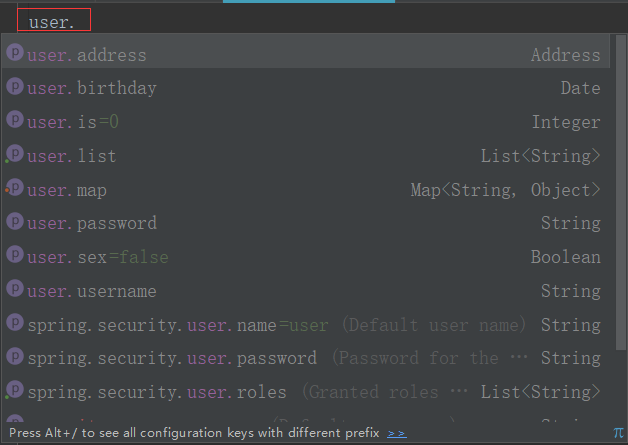 user.
user.address Address
user.birthday Date
user.is=0 Integer
user.list List<String>
user.map Map<String, Object>
user.password String
user.sex=false Boolean
user.username String
spring.security.user.name=user (Default user name) String
spring.security.user.password (Password for the … String
spring.security.user.roles (Granted roles … List<String>
Press Alt+/ to see all configuration keys with different prefix >> π